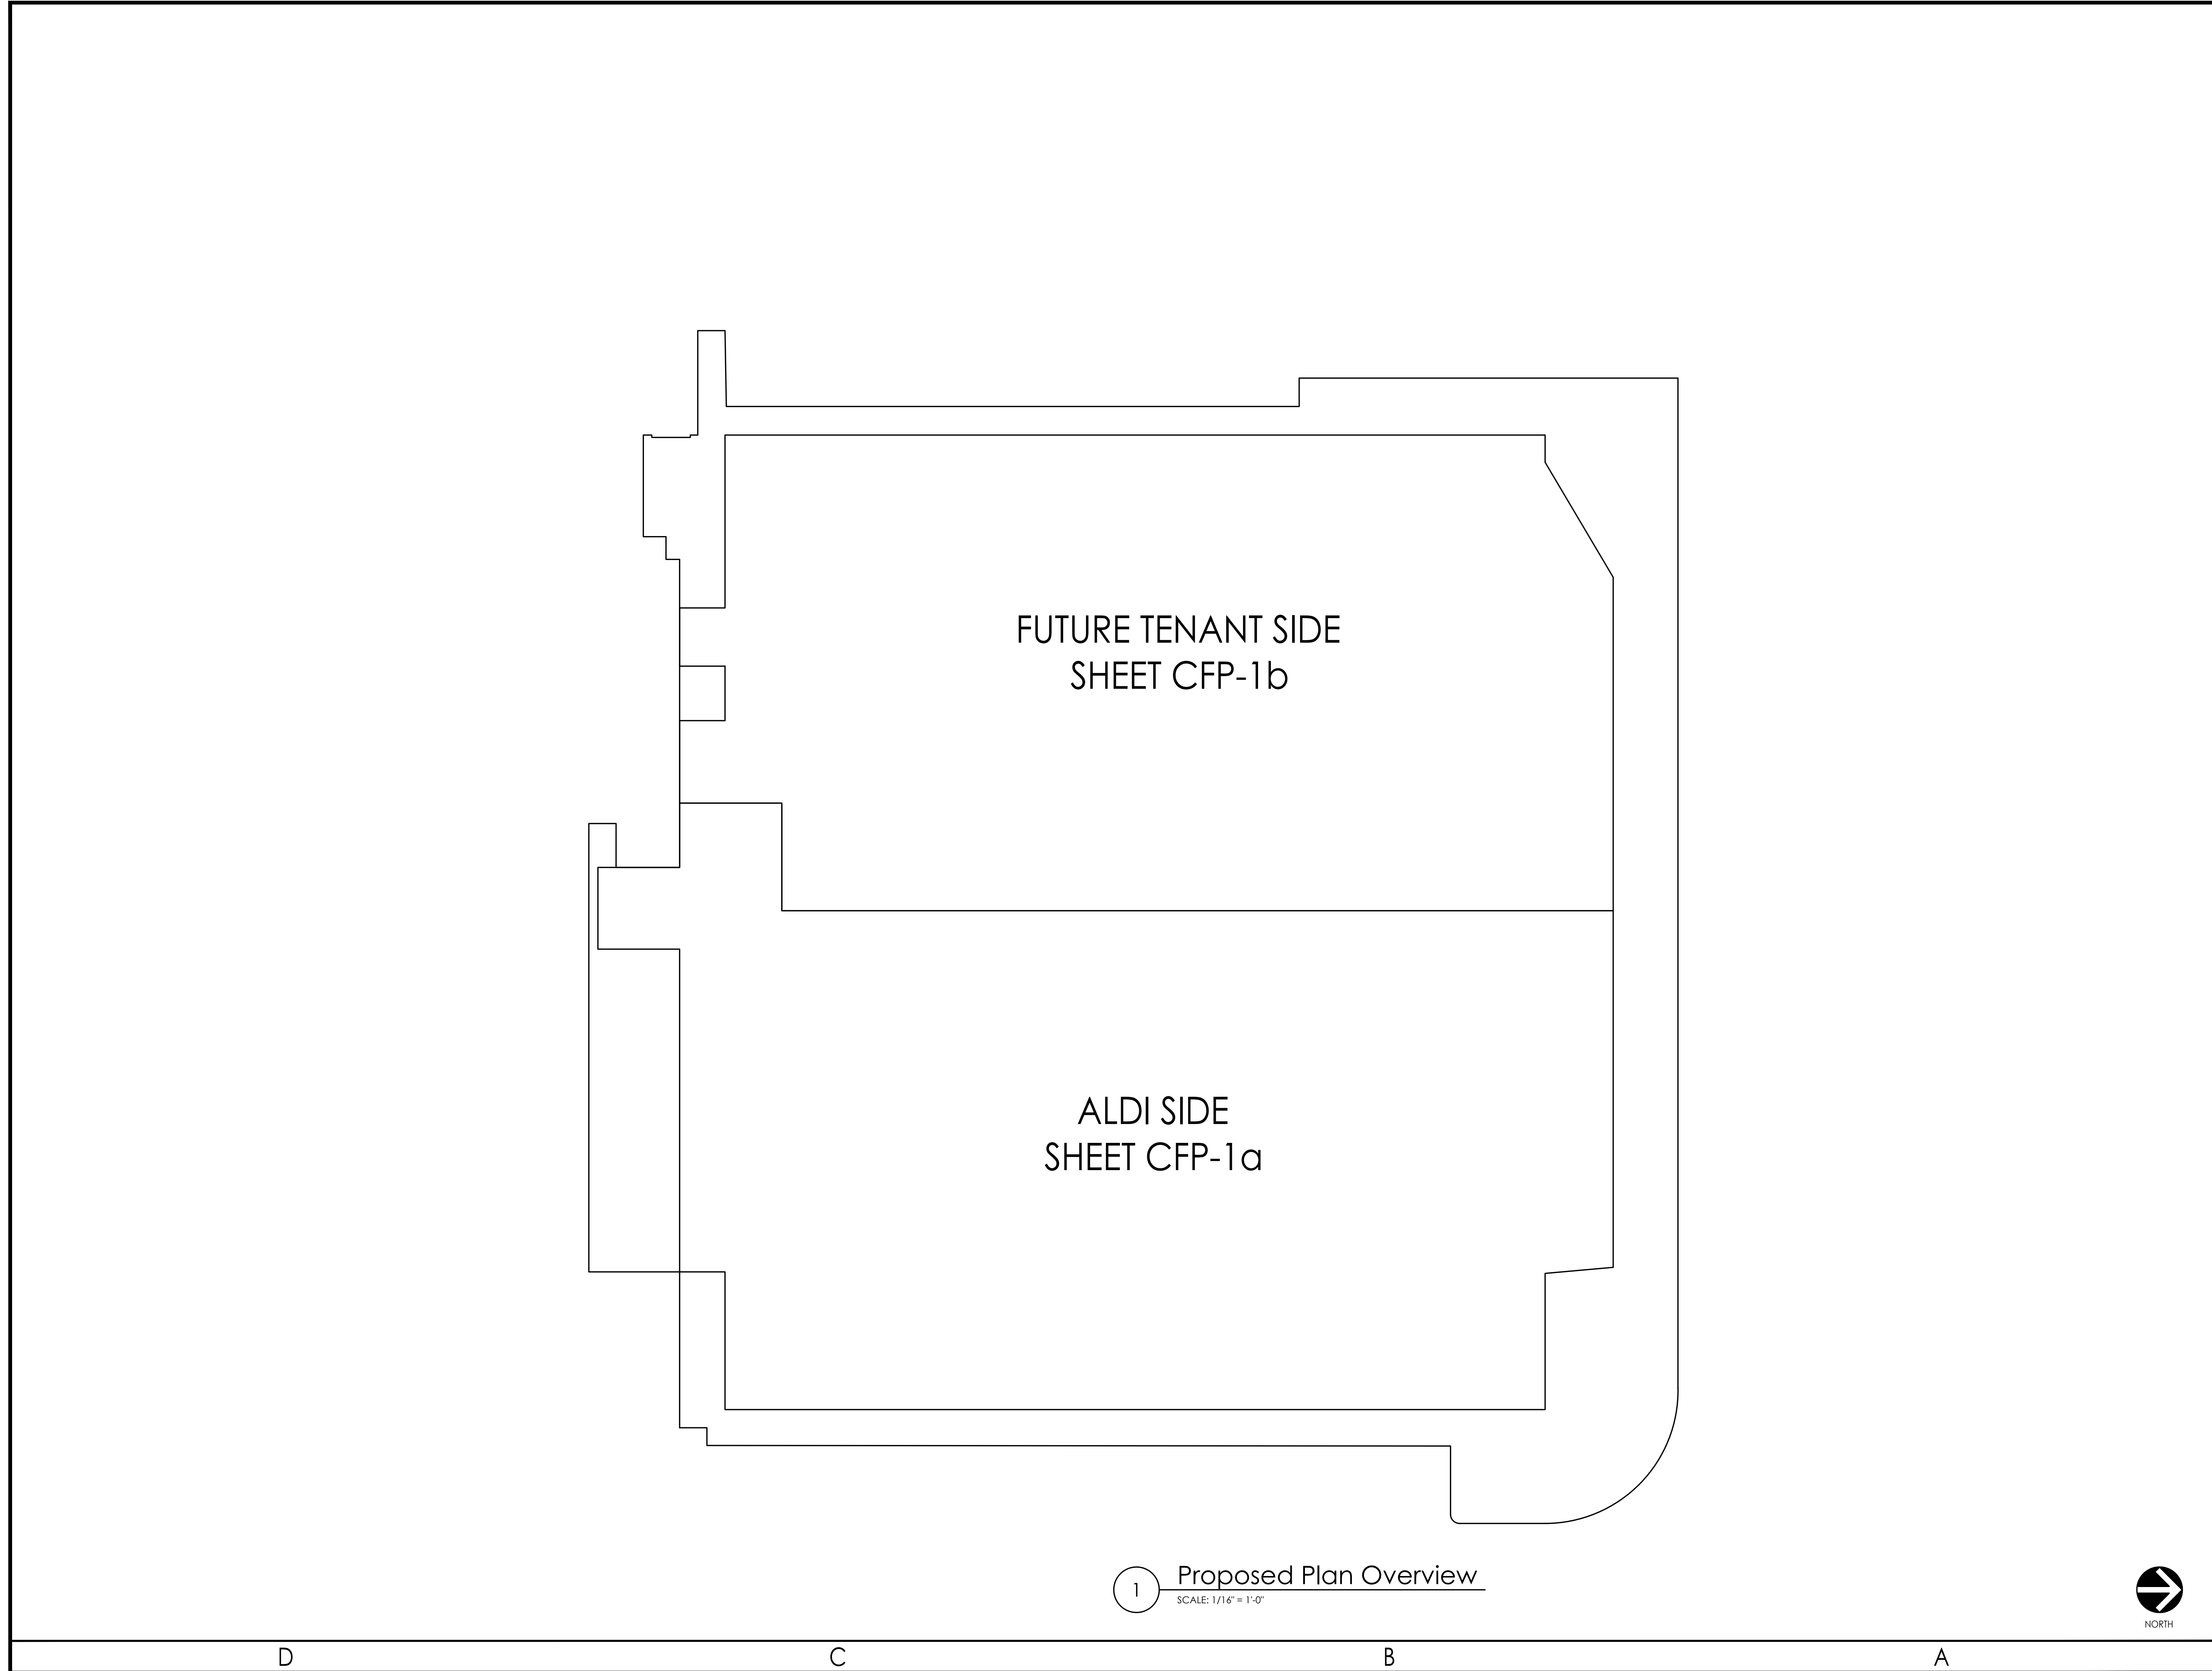 FUTURE TENANT SIDE
SHEET CFP-1b
ALDI SIDE
SHEET CFP-1a
1
Proposed Plan Overview
SCALE: 1/16" = 1'-0"
NORTH
D
C
B
A